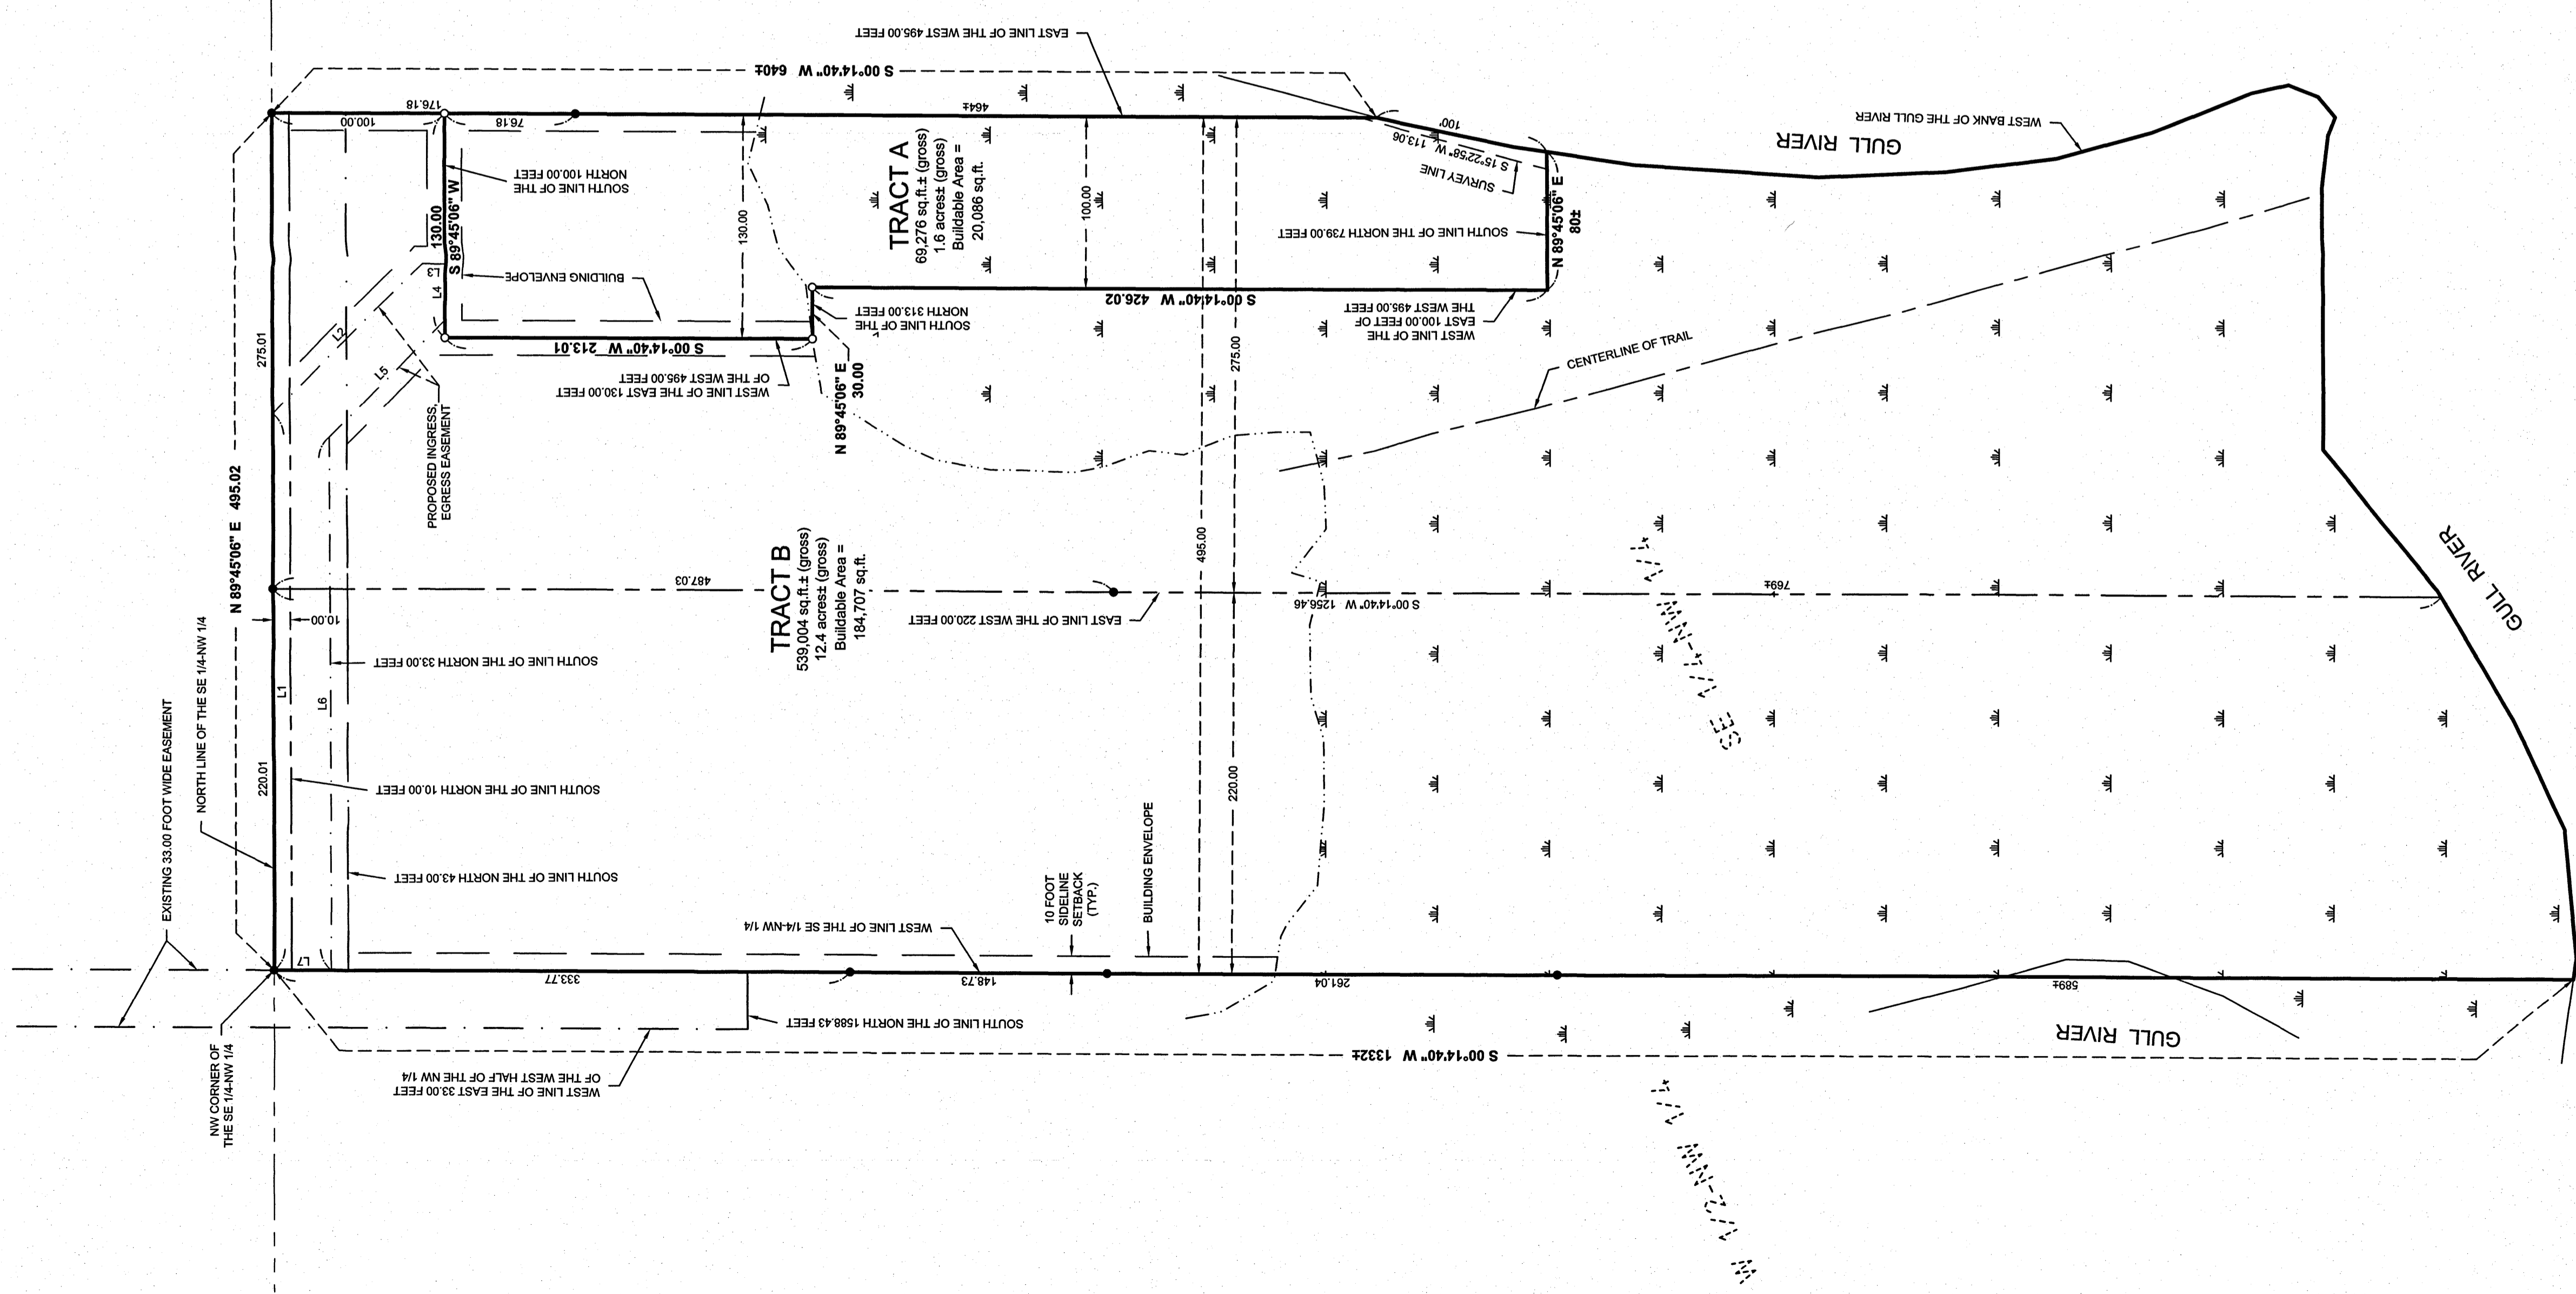 EAST LINE OF THE WEST 495.00 FEET
S 00°14'40" W 640±
176.18
100.00
76.18
464±
SOUTH LINE OF THE
NORTH 100.00 FEET
130.00
S 89°45'06" W
L3
L4
BUILDING ENVELOPE
130.00
TRACT A
69,276 sq.ft.± (gross)
1.6 acres± (gross)
Buildable Area =
20,086 sq.ft.
100.00
100'
S 15°22'58" W 113.06
SURVEY LINE
WEST BANK OF THE GULL RIVER
GULL RIVER
SOUTH LINE OF THE NORTH 739.00 FEET
N 89°45'06" E
80±
S 00°14'40" W 426.02
SOUTH LINE OF THE
NORTH 313.00 FEET
WEST LINE OF THE
EAST 100.00 FEET OF
THE WEST 495.00 FEET
275.01
L2
L5
S 00°14'40" W 213.01
WEST LINE OF THE EAST 130.00 FEET
OF THE WEST 495.00 FEET
N 89°45'06" E
30.00
275.00
CENTERLINE OF TRAIL
PROPOSED INGRESS,
EGRESS EASEMENT
N 89°45'06" E 495.02
487.03
TRACT B
539,004 sq.ft.± (gross)
12.4 acres± (gross)
Buildable Area =
184,707 sq.ft.
495.00
EAST LINE OF THE WEST 220.00 FEET
S 00°14'40" W 1256.46
769±
SE 1/4-NW 1/4
GULL RIVER
10.00
SOUTH LINE OF THE NORTH 33.00 FEET
L1
L6
NORTH LINE OF THE SE 1/4-NW 1/4
EXISTING 33.00 FOOT WIDE EASEMENT
220.01
SOUTH LINE OF THE NORTH 10.00 FEET
220.00
SOUTH LINE OF THE NORTH 43.00 FEET
10 FOOT
SIDELINE
SETBACK
(TYP.)
BUILDING ENVELOPE
WEST LINE OF THE SE 1/4-NW 1/4
L7
333.77
148.73
261.04
589±
SOUTH LINE OF THE NORTH 1588.43 FEET
GULL RIVER
S 00°14'40" W 1332±
NW CORNER OF
THE SE 1/4-NW 1/4
WEST LINE OF THE EAST 33.00 FEET
OF THE WEST HALF OF THE NW 1/4
W 1/2-NW 1/4